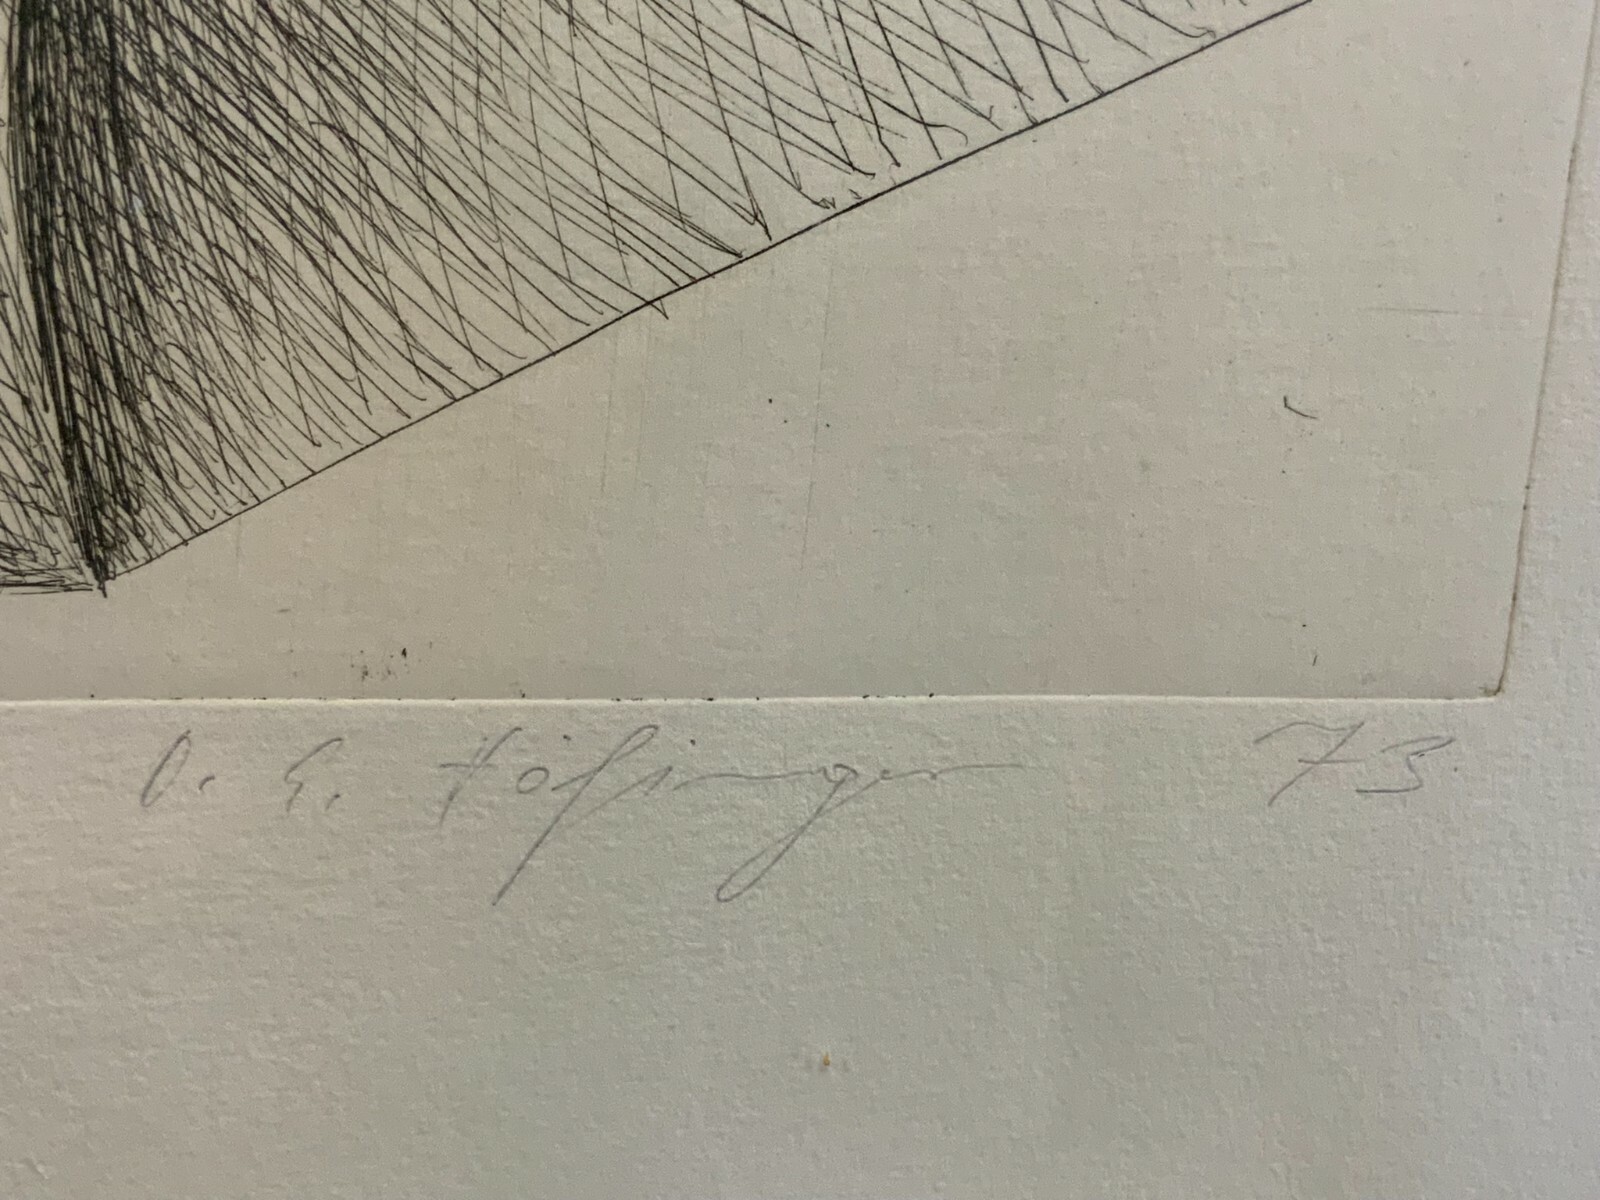 O. E. Höfinger 73.